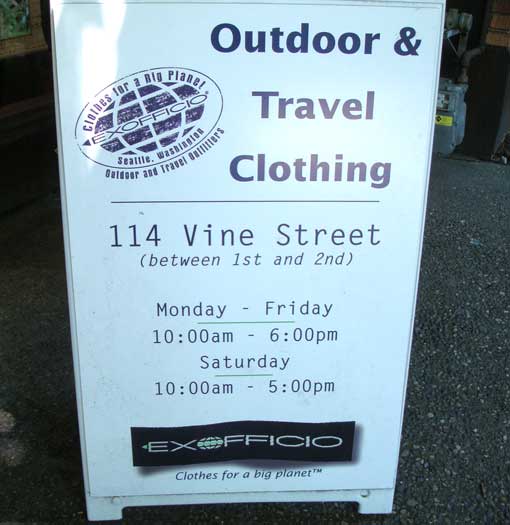 Outdoor &
Travel
Clothing
Clothes for a Big Planet
EXOFFICIO
Seattle, Washington
Outdoor and Travel Outfitters
114 Vine Street
(between 1st and 2nd)
Monday - Friday
10:00am - 6:00pm
Saturday
10:00am - 5:00pm
EXOFFICIO
Clothes for a big planet™